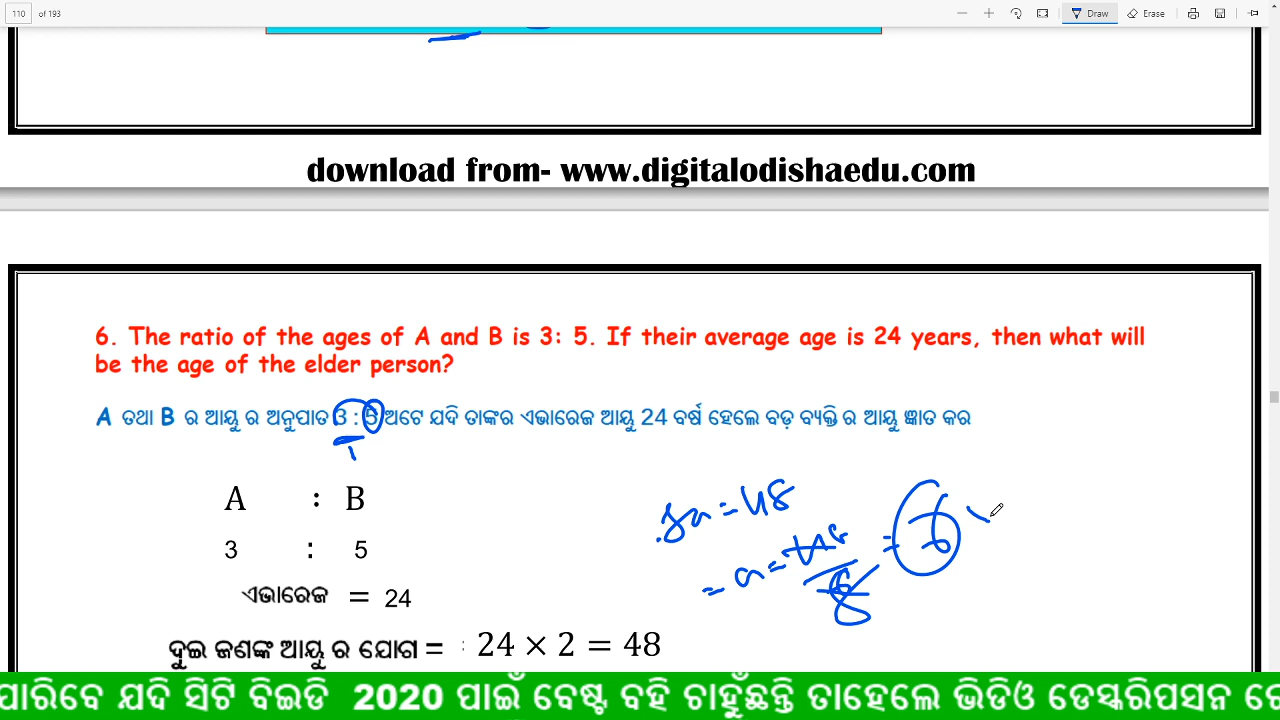 110 of 193
Draw
Erase
download from- www.digitalodishaedu.com
6. The ratio of the ages of A and B is 3: 5. If their average age is 24 years, then what will
be the age of the elder person?
A ତଥା B ର ଆୟୁ ର ଅନୁପାତ 3 : 5 ଅଟେ ଯଦି ତାଙ୍କର ଏଭାରେଜ ଆୟୁ 24 ବର୍ଷ ହେଲେ ବଡ଼ ବ୍ୟକ୍ତି ର ଆୟୁ ଜ୍ଞାତ କର
A : B
3 : 5
ଏଭାରେଜ = 24
ଦୁଇ ଜଣଙ୍କ ଆୟୁ ର ଯୋଗ = : 24 × 2 = 48
8x = 48
ପାରିବେ ଯଦି ସିଟି ବିଇଡି 2020 ପାଇଁ ବେଷ୍ଟ ବହି ଚାହୁଁଛନ୍ତି ତାହେଲେ ଭିଡିଓ ଡେସ୍କରିପସନ